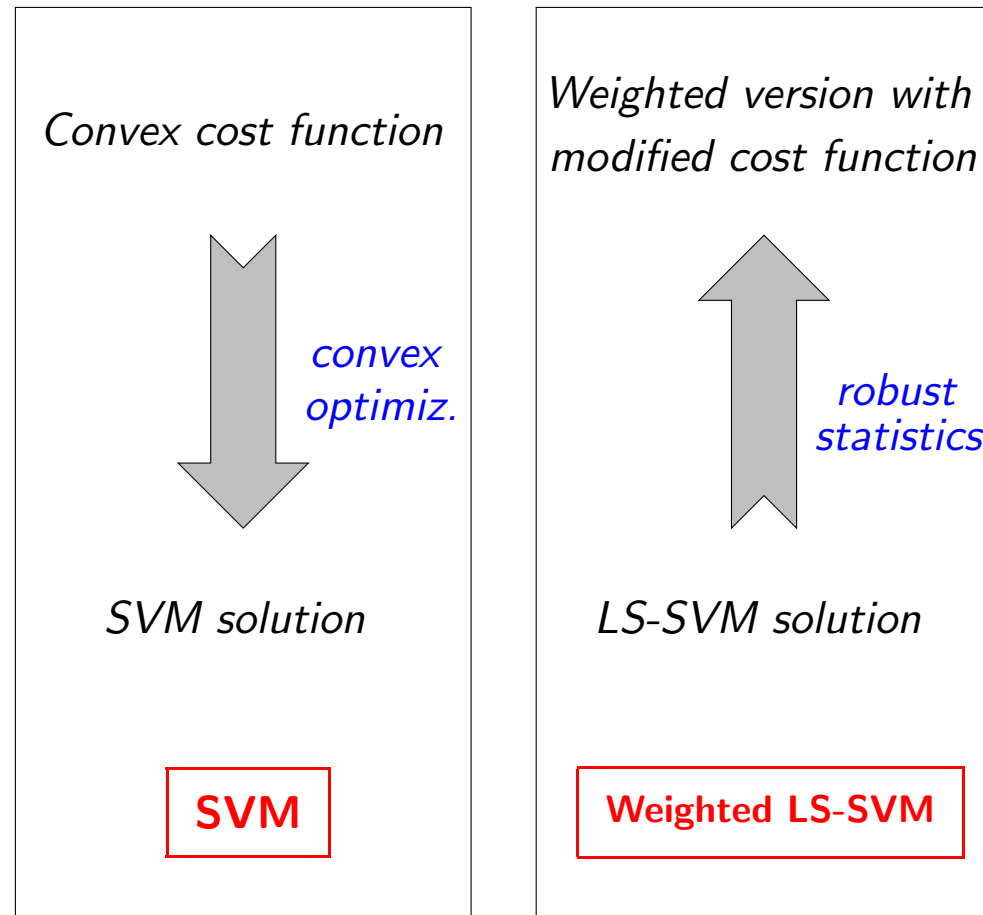 Convex cost function
convex
optimiz.
SVM solution
SVM
Weighted version with
modified cost function
robust
statistics
LS-SVM solution
Weighted LS-SVM